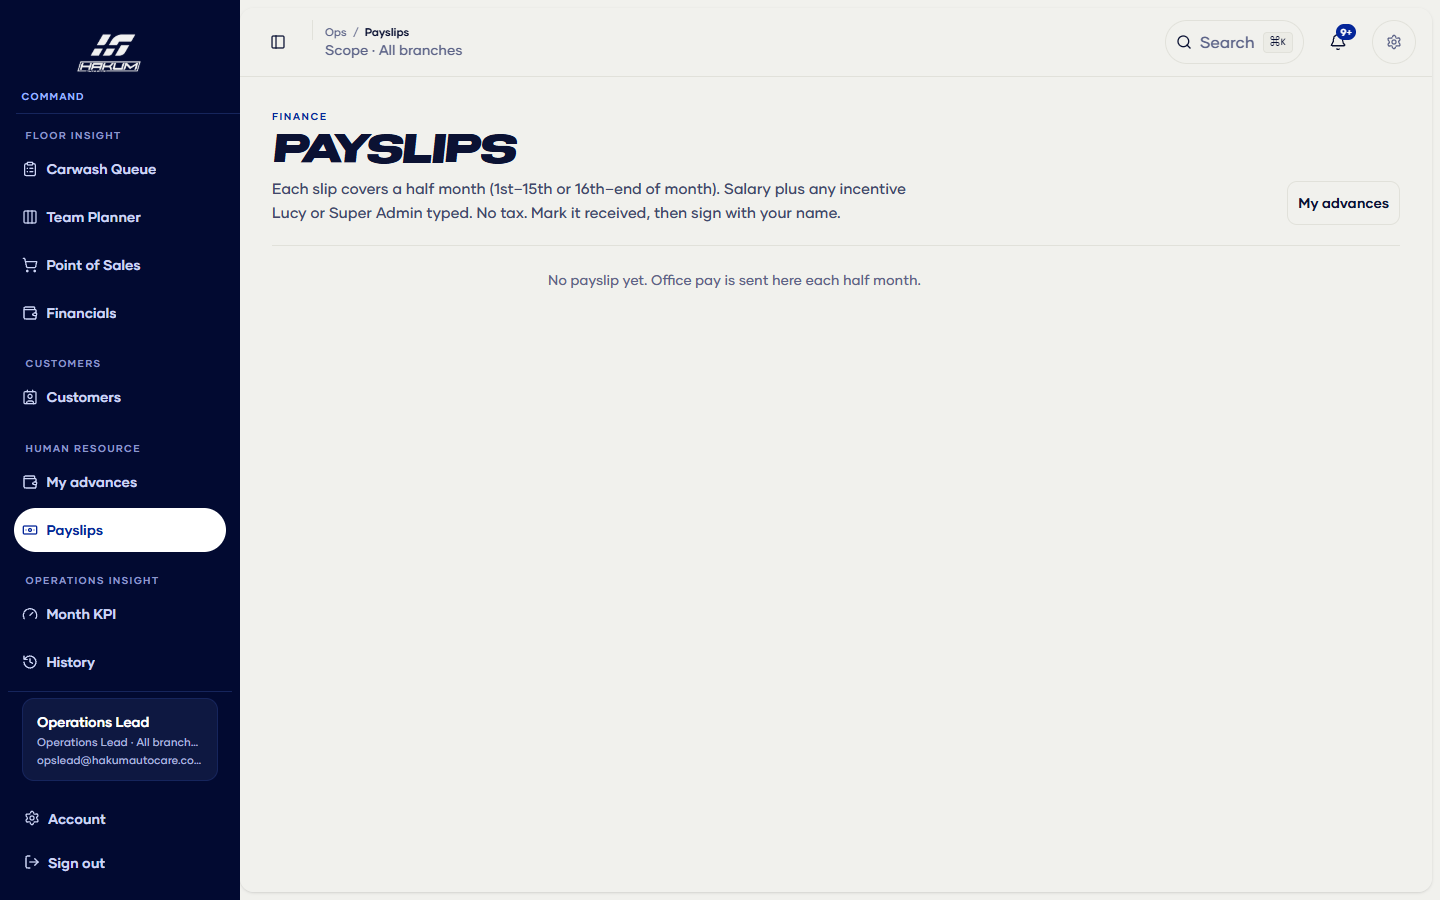 HAKUM
COMMAND
FLOOR INSIGHT
Carwash Queue
Team Planner
Point of Sales
Financials
CUSTOMERS
Customers
HUMAN RESOURCE
My advances
Payslips
OPERATIONS INSIGHT
Month KPI
History
Operations Lead
Operations Lead · All branch...
opslead@hakumautocare.co...
Account
Sign out
Ops / Payslips
Scope · All branches
Search ⌘K
9+
FINANCE
PAYSLIPS
Each slip covers a half month (1st–15th or 16th–end of month). Salary plus any incentive
Lucy or Super Admin typed. No tax. Mark it received, then sign with your name.
My advances
No payslip yet. Office pay is sent here each half month.